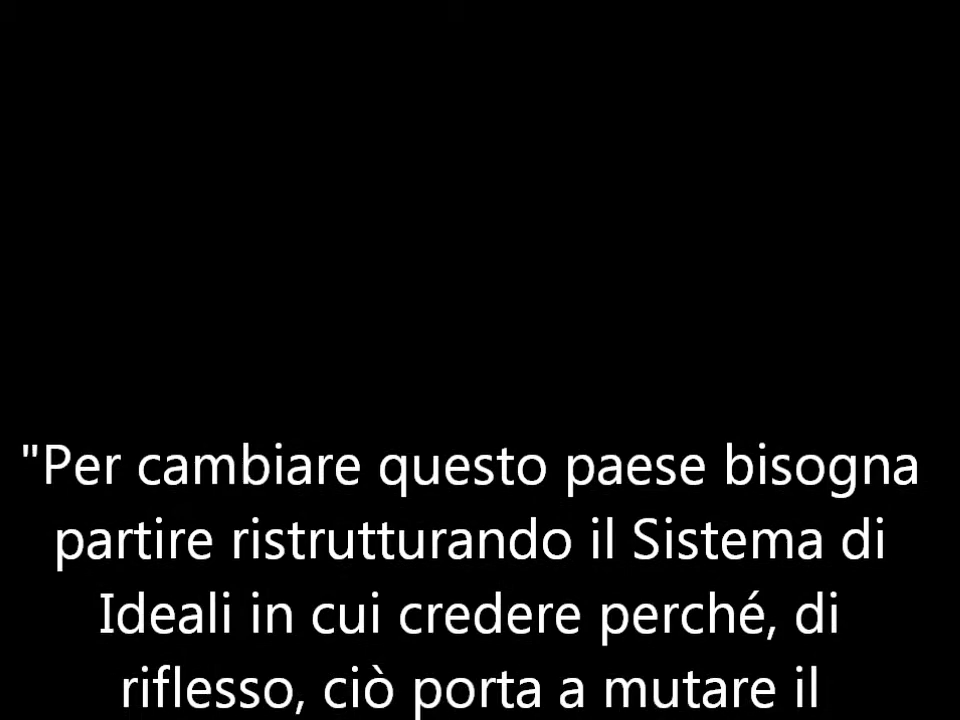 "Per cambiare questo paese bisogna
partire ristrutturando il Sistema di
Ideali in cui credere perché, di
riflesso, ciò porta a mutare il